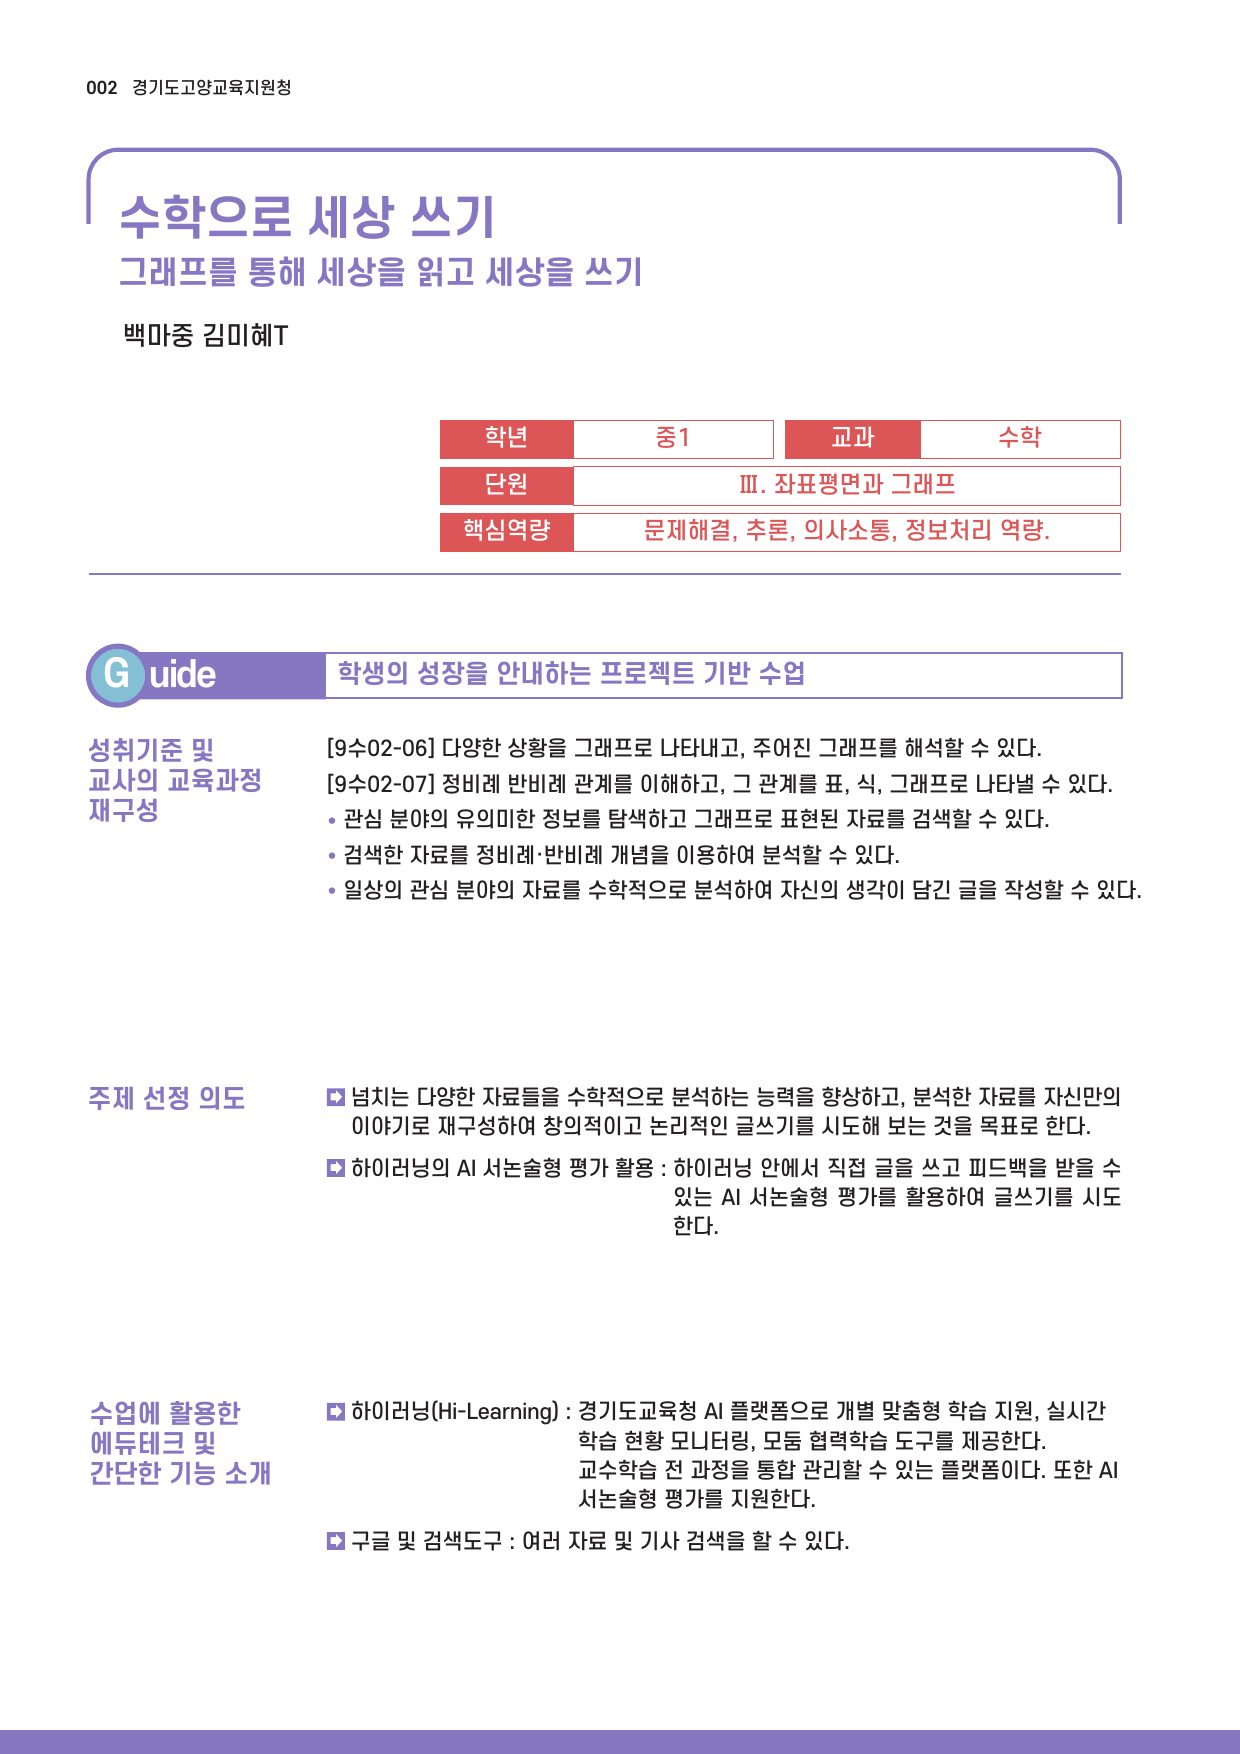 002 경기도고양교육지원청
수학으로 세상 쓰기
그래프를 통해 세상을 읽고 세상을 쓰기
백마중 김미혜T
학년 중1 교과 수학
단원 Ⅲ. 좌표평면과 그래프
핵심역량 문제해결, 추론, 의사소통, 정보처리 역량.
Guide 학생의 성장을 안내하는 프로젝트 기반 수업
성취기준 및
교사의 교육과정
재구성
[9수02-06] 다양한 상황을 그래프로 나타내고, 주어진 그래프를 해석할 수 있다.
[9수02-07] 정비례 반비례 관계를 이해하고, 그 관계를 표, 식, 그래프로 나타낼 수 있다.
• 관심 분야의 유의미한 정보를 탐색하고 그래프로 표현된 자료를 검색할 수 있다.
• 검색한 자료를 정비례·반비례 개념을 이용하여 분석할 수 있다.
• 일상의 관심 분야의 자료를 수학적으로 분석하여 자신의 생각이 담긴 글을 작성할 수 있다.
주제 선정 의도
넘치는 다양한 자료들을 수학적으로 분석하는 능력을 향상하고, 분석한 자료를 자신만의
이야기로 재구성하여 창의적이고 논리적인 글쓰기를 시도해 보는 것을 목표로 한다.
하이러닝의 AI 서논술형 평가 활용 : 하이러닝 안에서 직접 글을 쓰고 피드백을 받을 수
있는 AI 서논술형 평가를 활용하여 글쓰기를 시도
한다.
수업에 활용한
에듀테크 및
간단한 기능 소개
하이러닝(Hi-Learning) : 경기도교육청 AI 플랫폼으로 개별 맞춤형 학습 지원, 실시간
학습 현황 모니터링, 모둠 협력학습 도구를 제공한다.
교수학습 전 과정을 통합 관리할 수 있는 플랫폼이다. 또한 AI
서논술형 평가를 지원한다.
구글 및 검색도구 : 여러 자료 및 기사 검색을 할 수 있다.